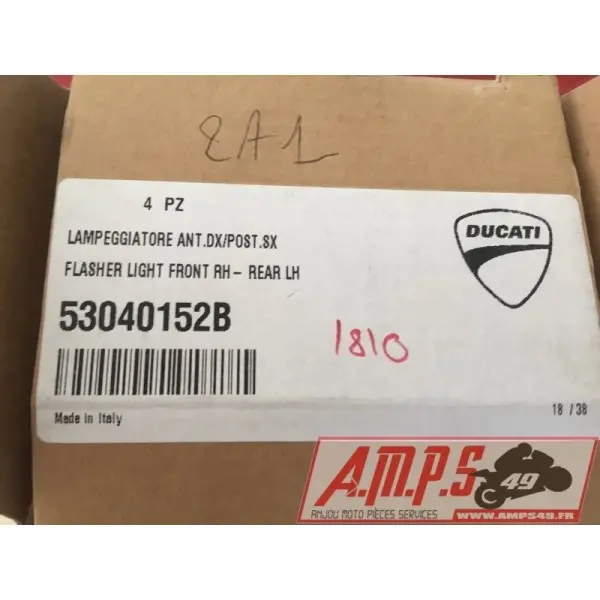 2A1
4 PZ
LAMPEGGIATORE ANT.DX/POST.SX
DUCATI
FLASHER LIGHT FRONT RH- REAR LH
53040152B
1810
Made in Italy
18 /38
A.M.P.S 49
ANJOU MOTO PIÈCES SERVICES
WWW.AMPS49.FR